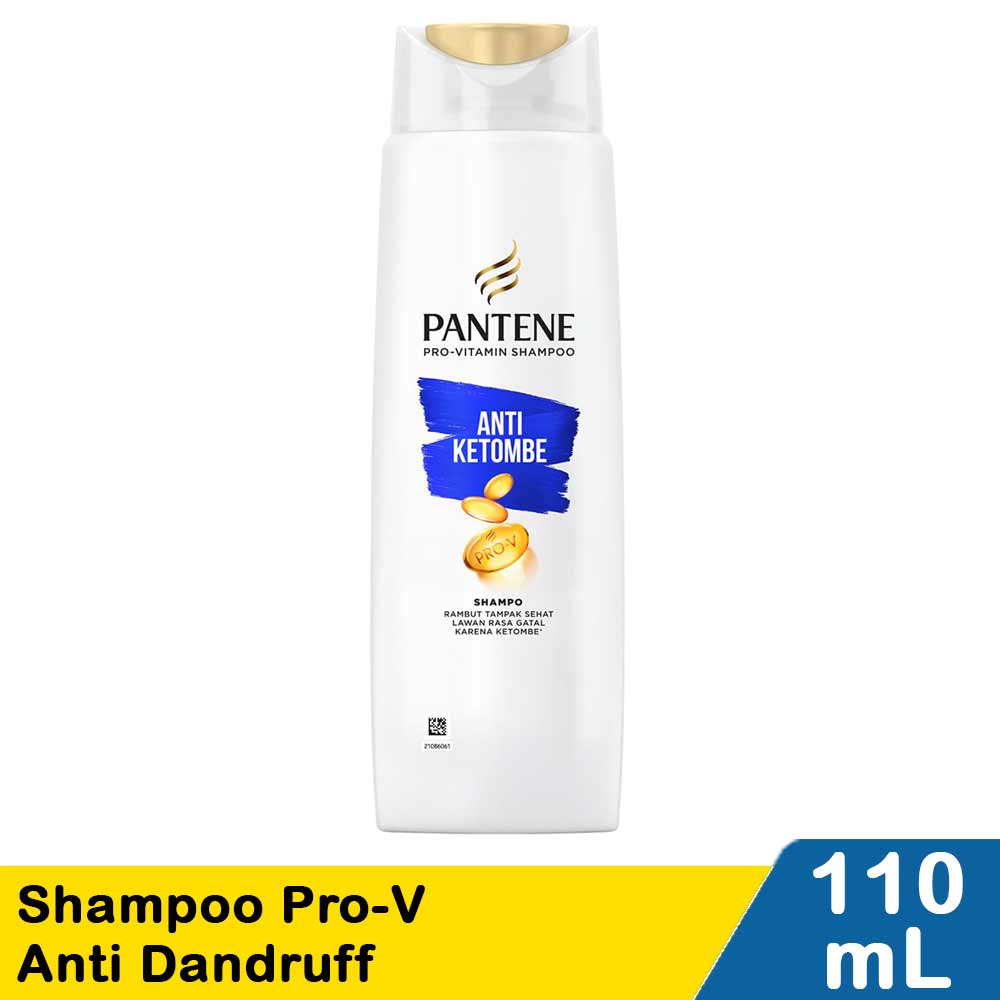 PANTENE
PRO-VITAMIN SHAMPOO
ANTI
KETOMBE
PRO-V
SHAMPO
RAMBUT TAMPAK SEHAT
LAWAN RASA GATAL
KARENA KETOMBE*
21086061
Shampoo Pro-V
Anti Dandruff
110
mL